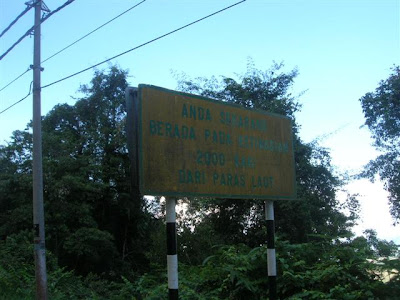 ANDA SEKARANG
BERADA PADA KETINGGIAN
2000 KAKI
DARI PARAS LAUT